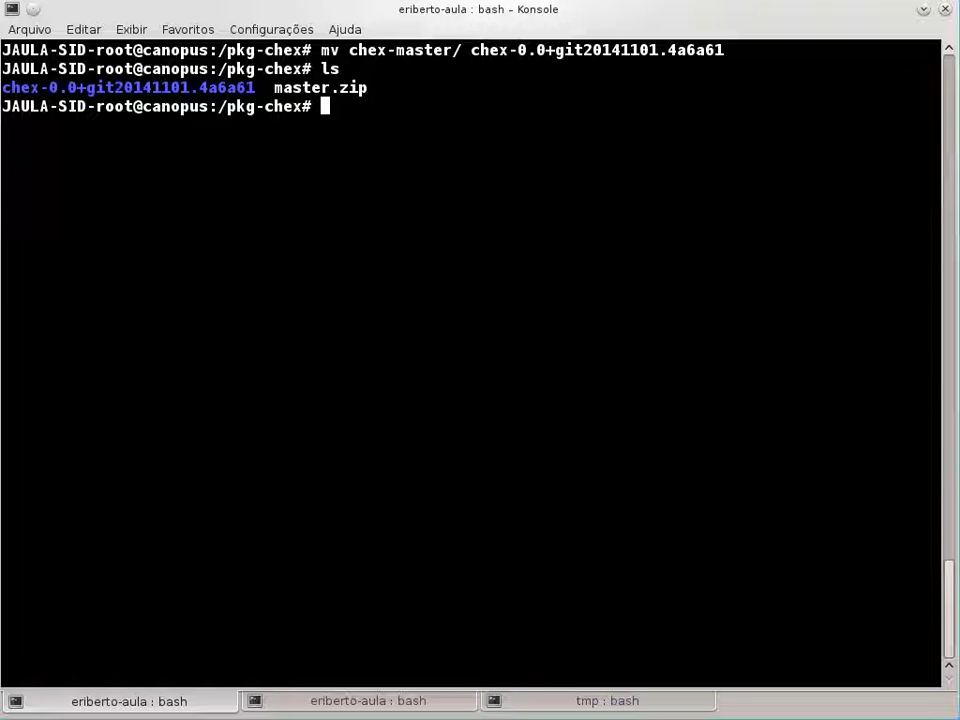 eriberto-aula : bash – Konsole
Arquivo Editar Exibir Favoritos Configurações Ajuda
JAULA-SID-root@canopus:/pkg-chex# mv chex-master/ chex-0.0+git20141101.4a6a61
JAULA-SID-root@canopus:/pkg-chex# ls
chex-0.0+git20141101.4a6a61  master.zip
JAULA-SID-root@canopus:/pkg-chex#
eriberto-aula : bash eriberto-aula : bash tmp : bash